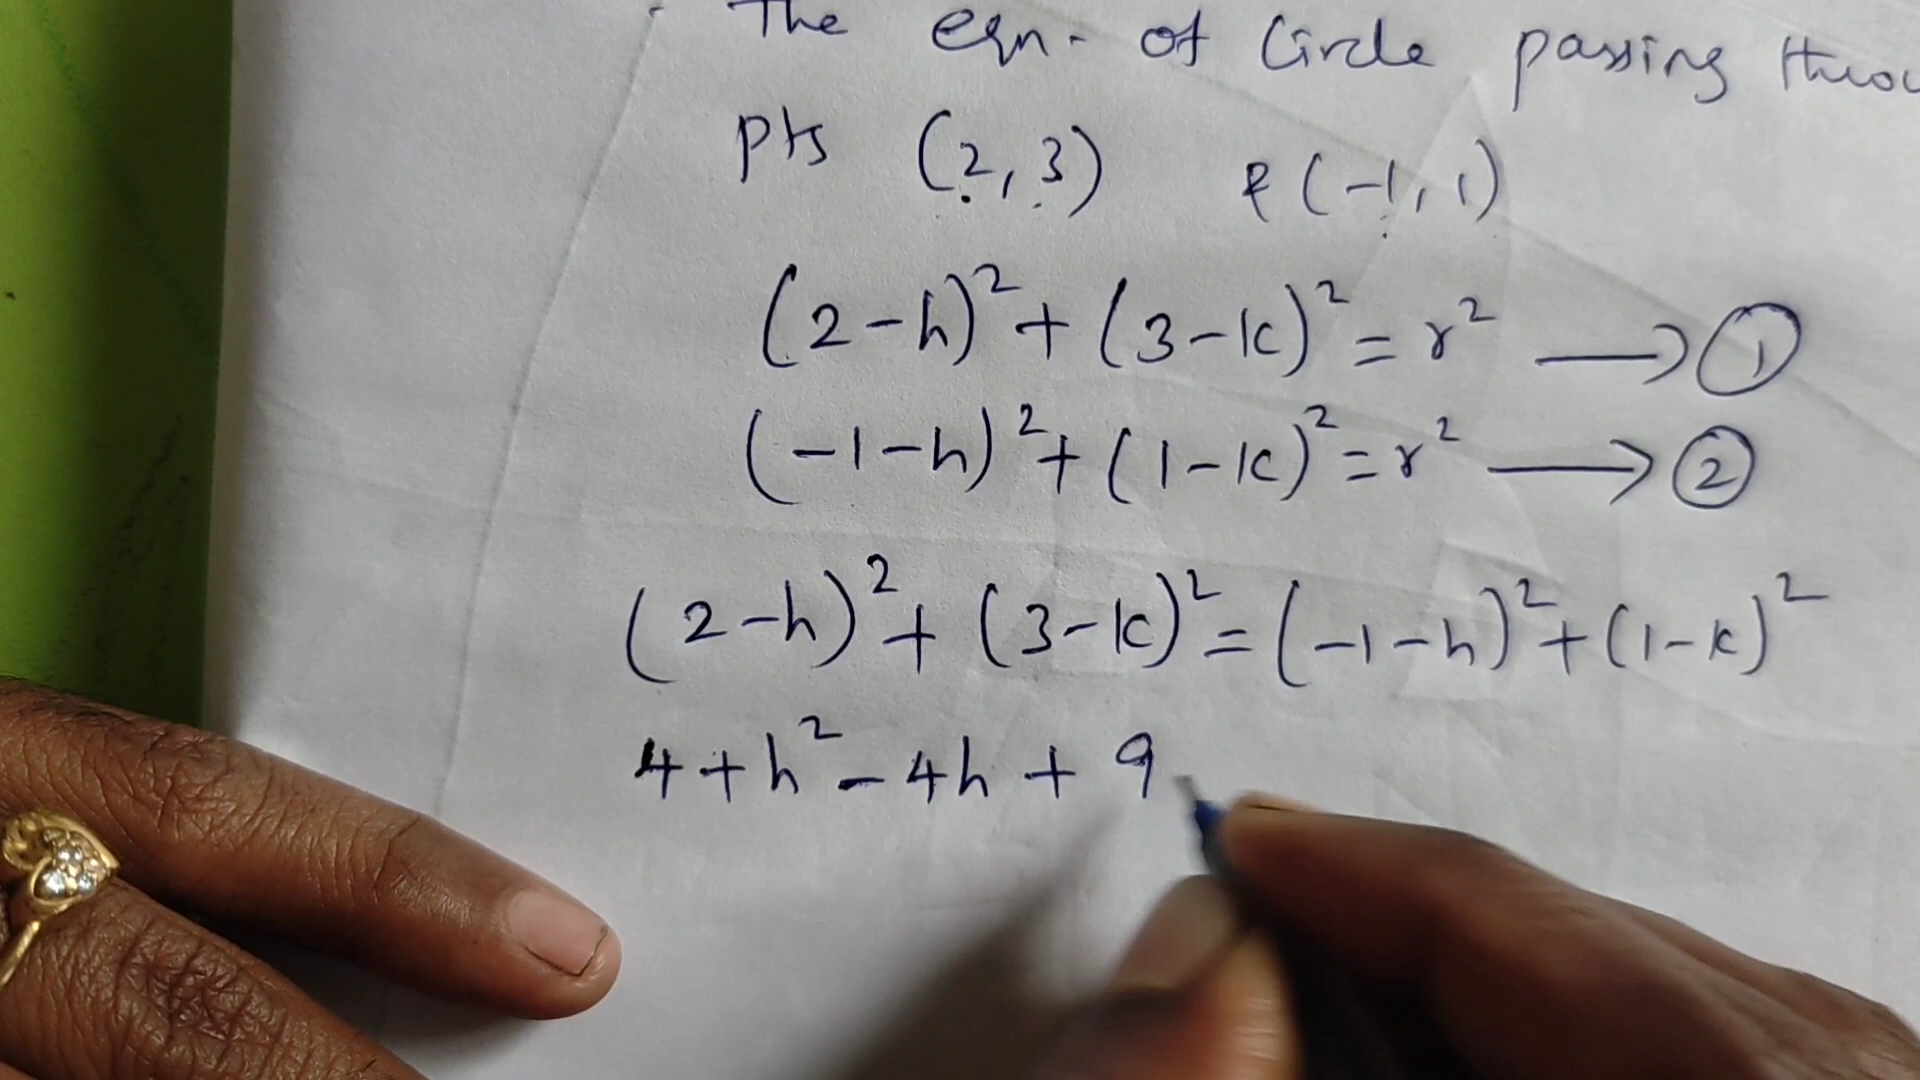 The eqn. of Circle passing
pts (2,3) & (-1,1)
(2-h)²+(3-k)²=r² → ①
(-1-h)²+(1-k)²=r² → ②
(2-h)²+(3-k)²=(-1-h)²+(1-k)²
4+h²-4h+9